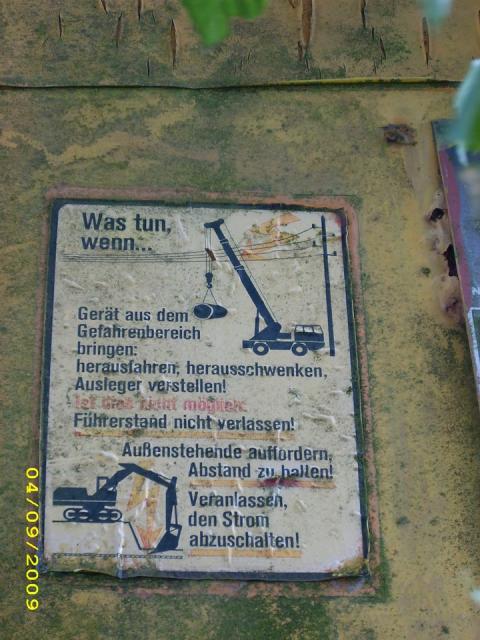 Was tun,
wenn...
Gerät aus dem
Gefahrenbereich
bringen:
herausfahren, herausschwenken,
Ausleger verstellen!
Ist dies nicht möglich:
Führerstand nicht verlassen!
Außenstehende auffordern,
Abstand zu halten!
Veranlassen,
den Strom
abzuschalten!
04/09/2009